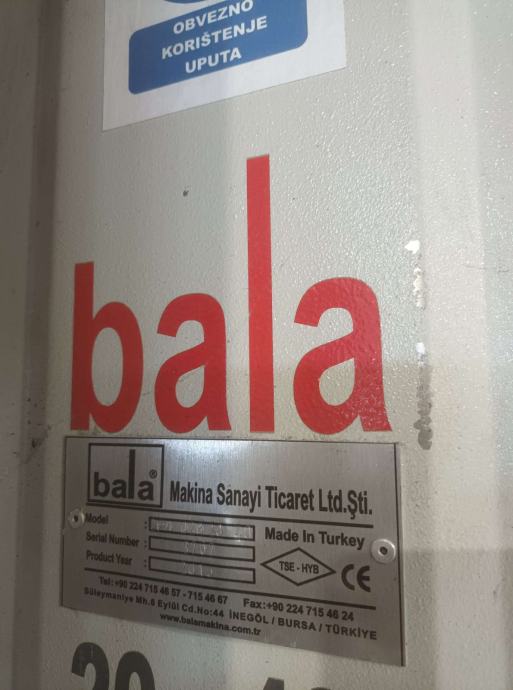 OBVEZNO
KORIŠTENJE
UPUTA
bala
bala® Makina Sanayi Ticaret Ltd.Şti.
Model :
Made In Turkey
Serial Number :
Product Year :
TSE - HYB
CE
Tel:+90 224 715 46 57 - 715 46 67 Fax:+90 224 715 46 24
Süleymaniye Mh.6 Eylül Cd.No:44 İNEGÖL / BURSA / TÜRKİYE
www.balamakina.com.tr